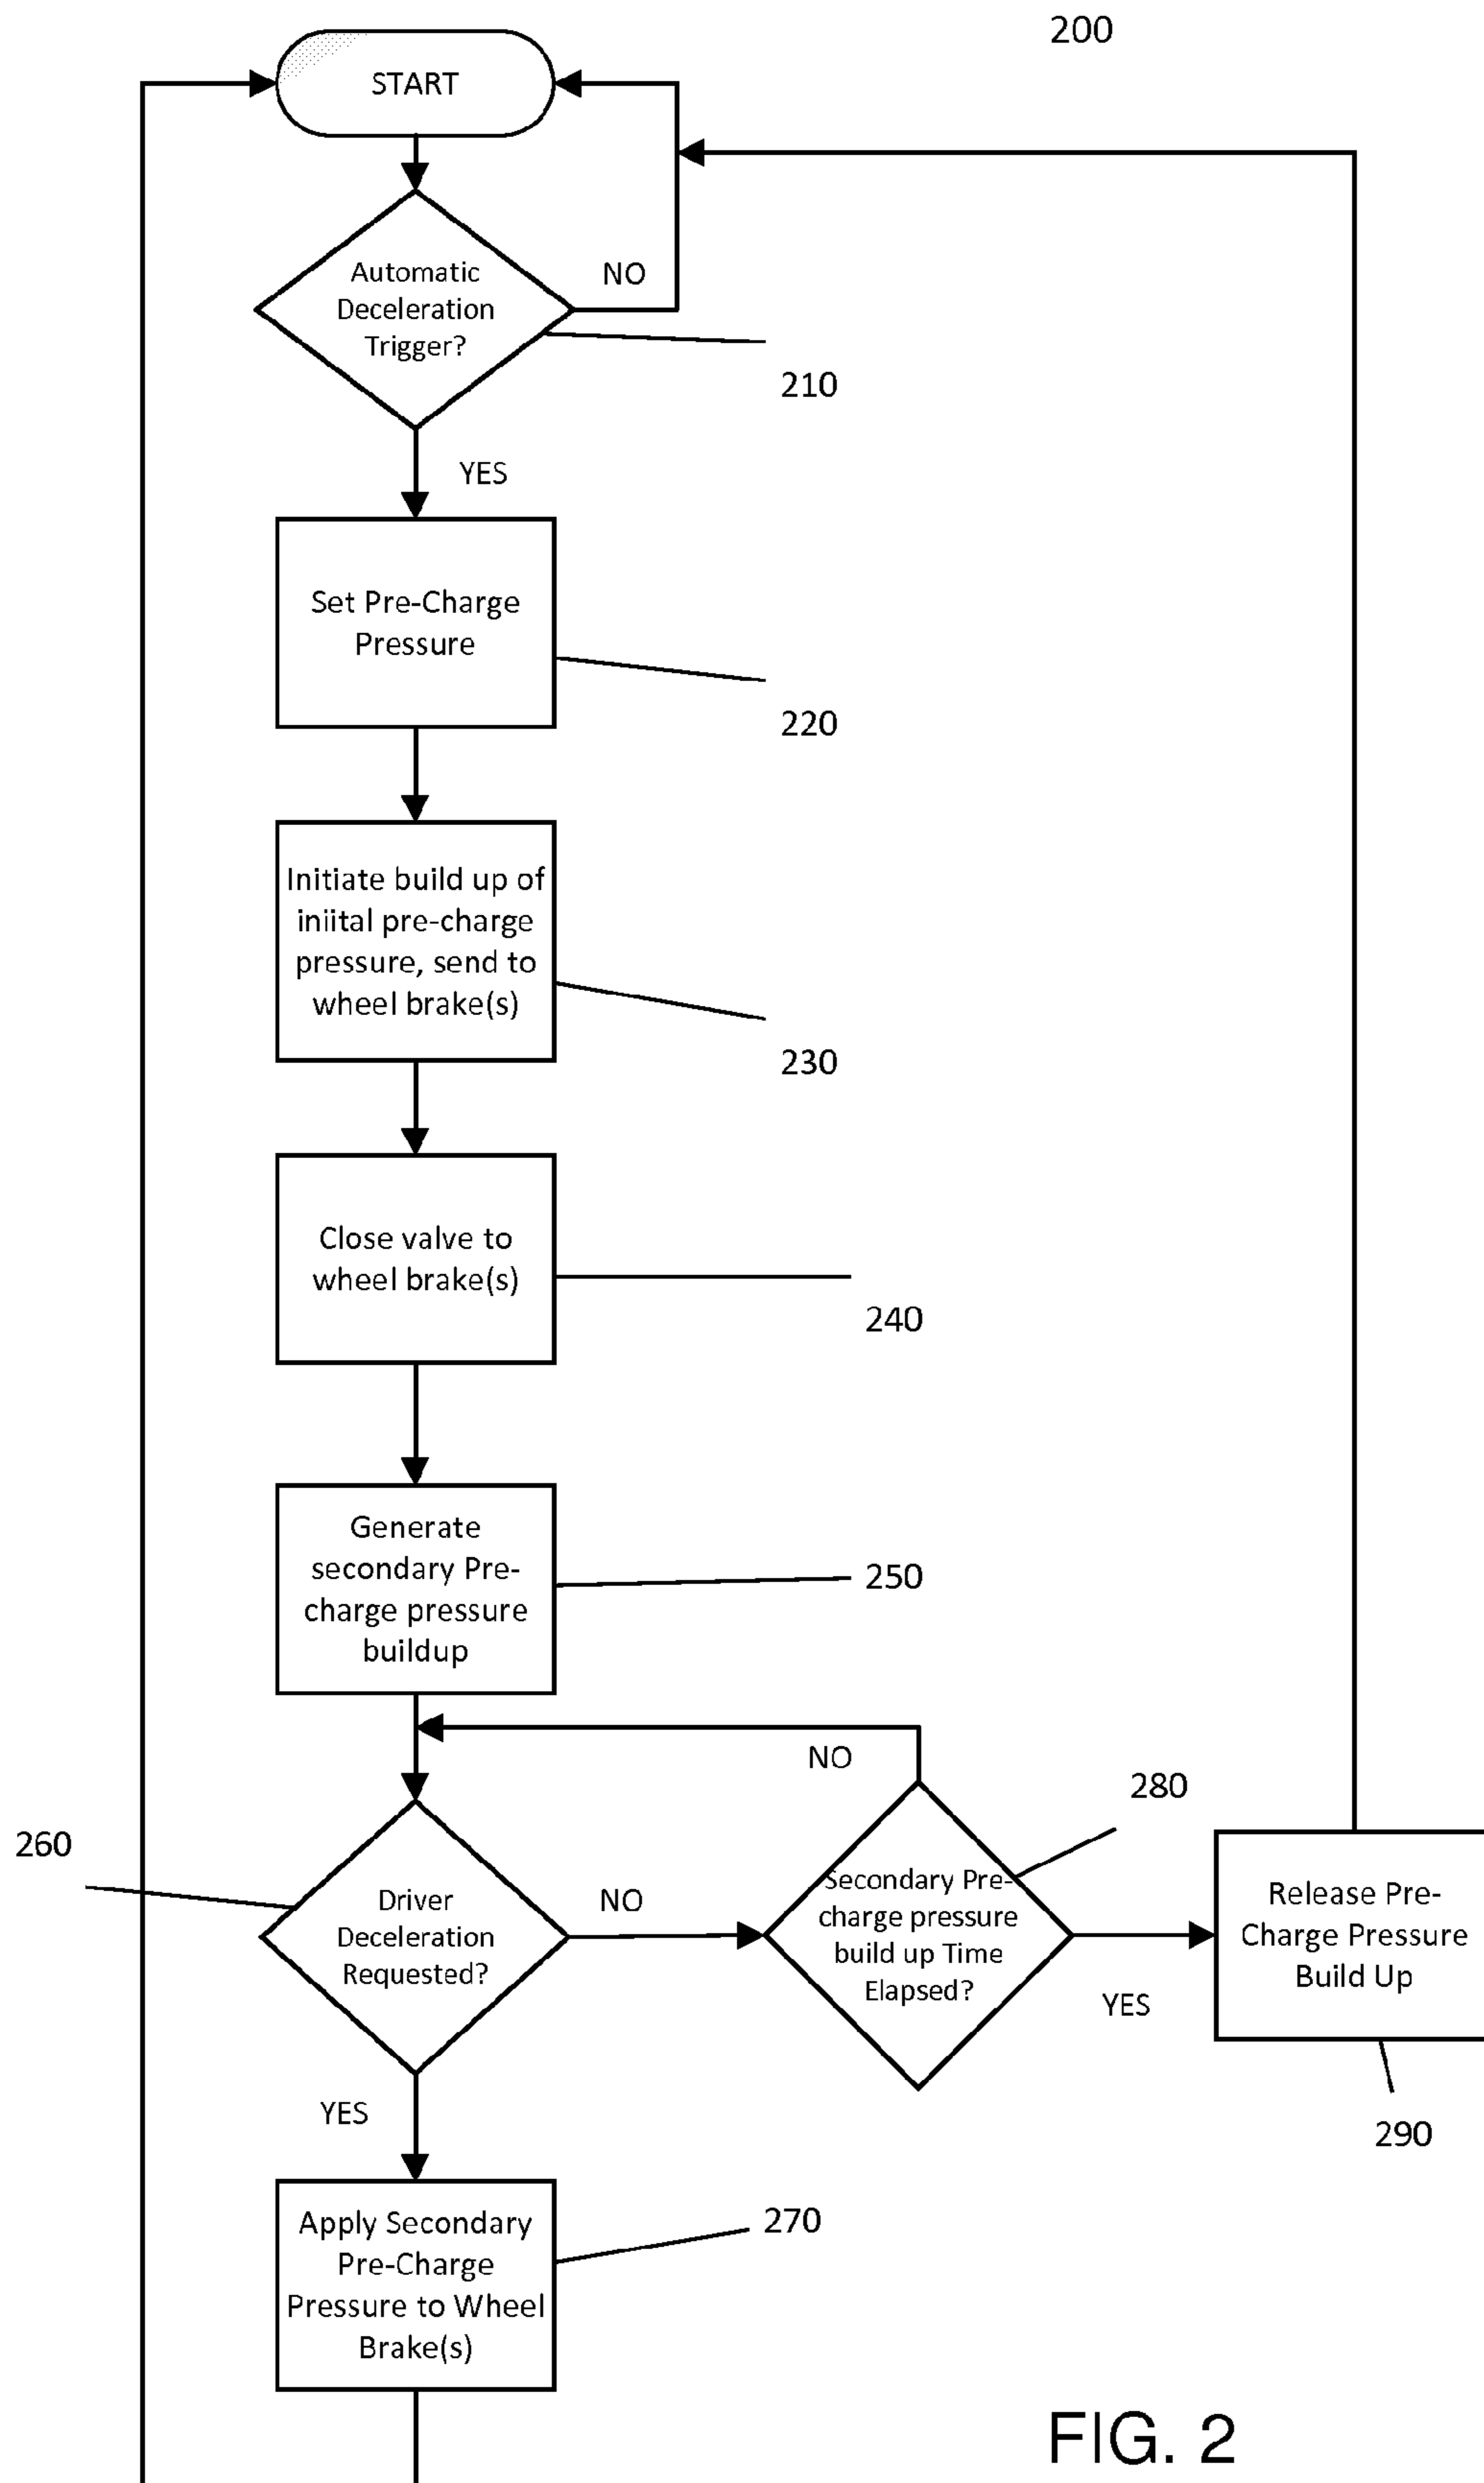 200
START
Automatic
Deceleration
Trigger?
NO
210
YES
Set Pre-Charge
Pressure
220
Initiate build up of
iniital pre-charge
pressure, send to
wheel brake(s)
230
Close valve to
wheel brake(s)
240
Generate
secondary Pre-
charge pressure
buildup
250
NO
260
Driver
Deceleration
Requested?
NO
280
Secondary Pre-
charge pressure
build up Time
Elapsed?
YES
Release Pre-
Charge Pressure
Build Up
290
YES
Apply Secondary
Pre-Charge
Pressure to Wheel
Brake(s)
270
FIG. 2